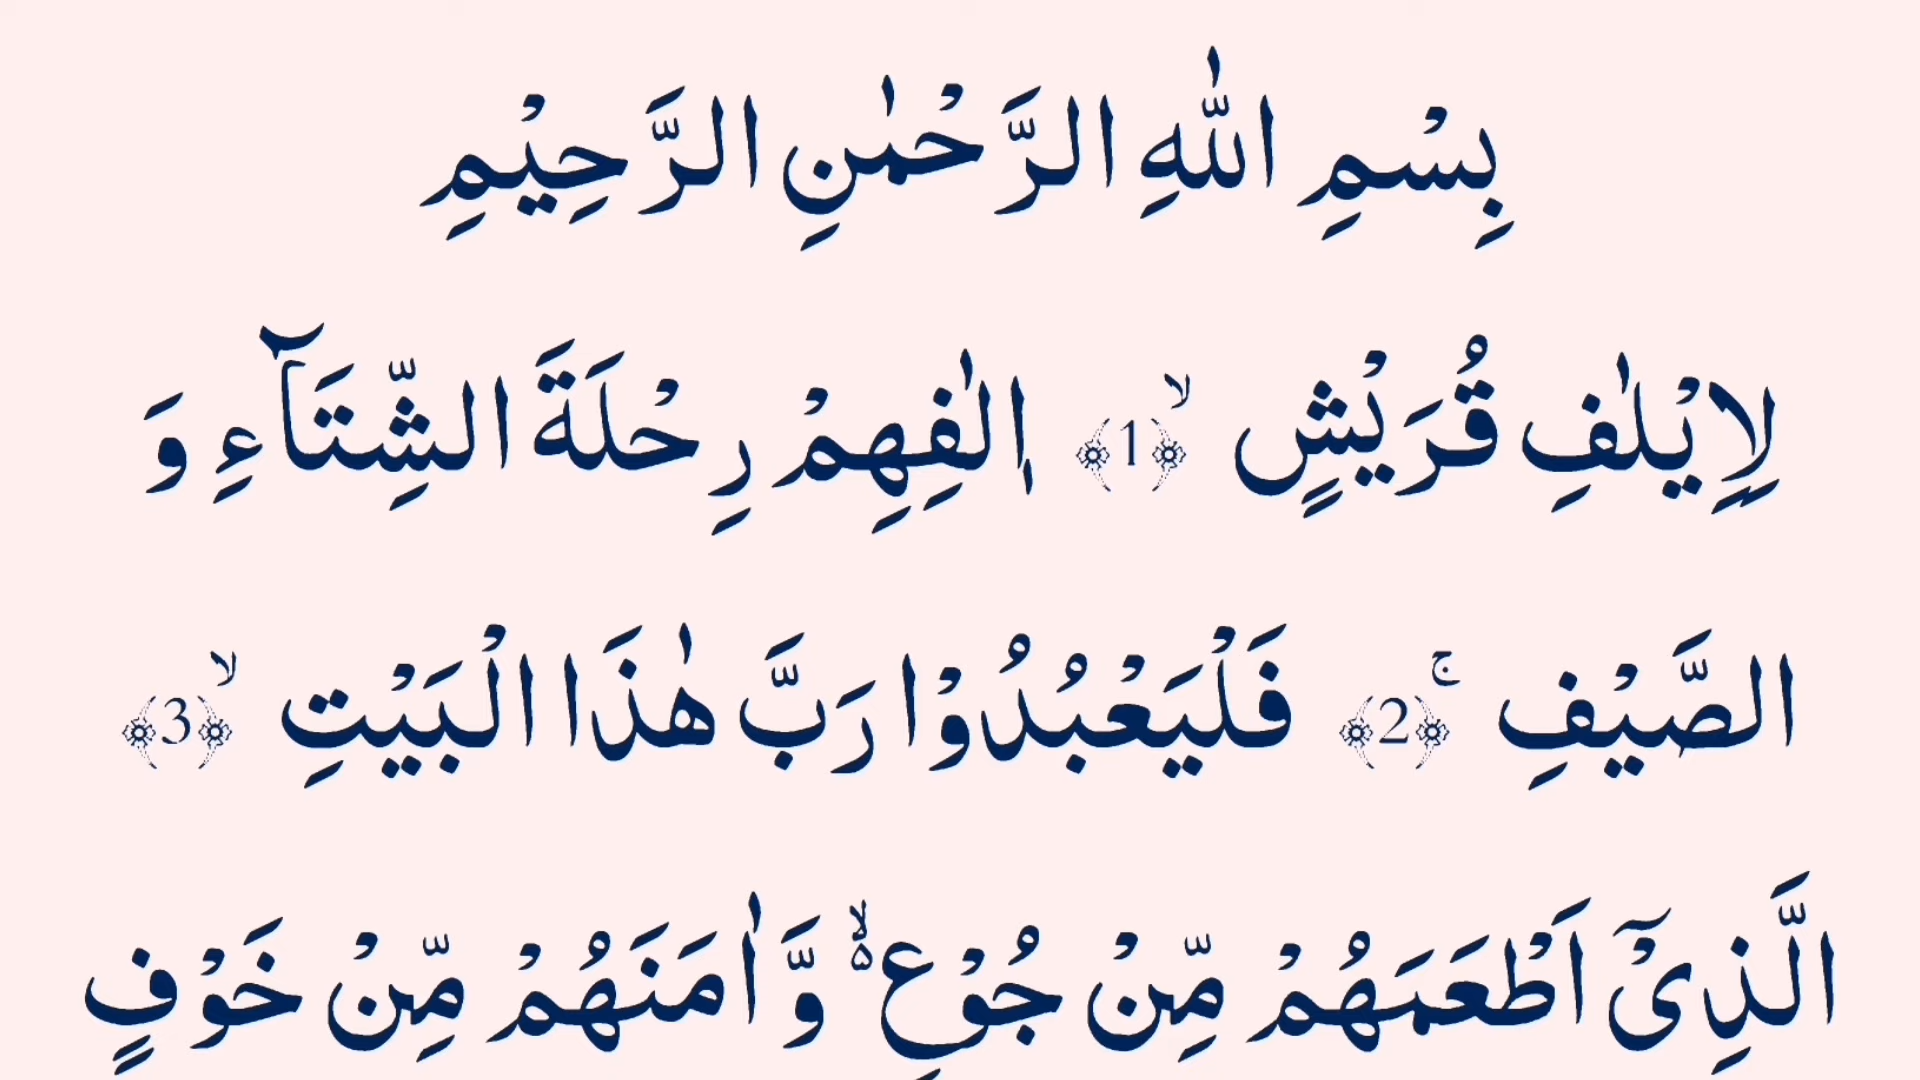 بِسْمِ اللّٰهِ الرَّحْمٰنِ الرَّحِیْمِ
لِاِیْلٰفِ قُرَیْشٍ ۙ﴿1﴾ اٖلٰفِهِمْ رِحْلَةَ الشِّتَآءِ وَ
الصَّیْفِ ۚ﴿2﴾ فَلْیَعْبُدُوْا رَبَّ هٰذَا الْبَیْتِ ۙ﴿3﴾
الَّذِیْۤ اَطْعَمَهُمْ مِّنْ جُوْعٍ ۙ۬ وَّاٰمَنَهُمْ مِّنْ خَوْفٍ